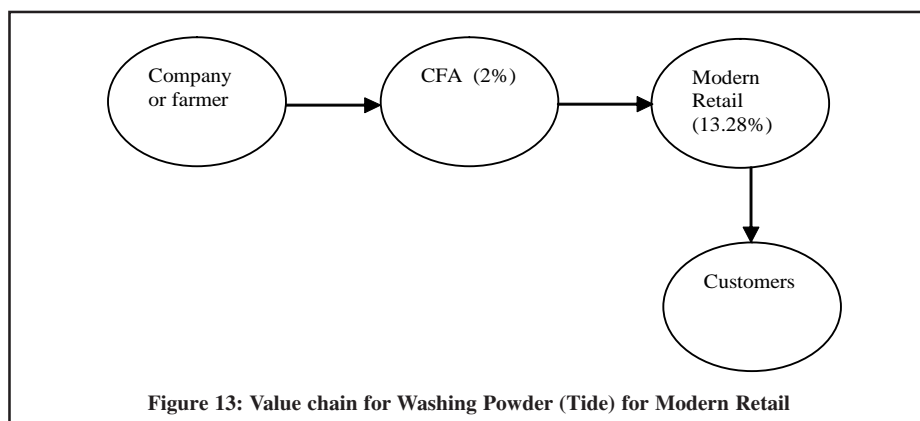 Company
or farmer
CFA (2%)
Modern
Retail
(13.28%)
Customers
Figure 13: Value chain for Washing Powder (Tide) for Modern Retail